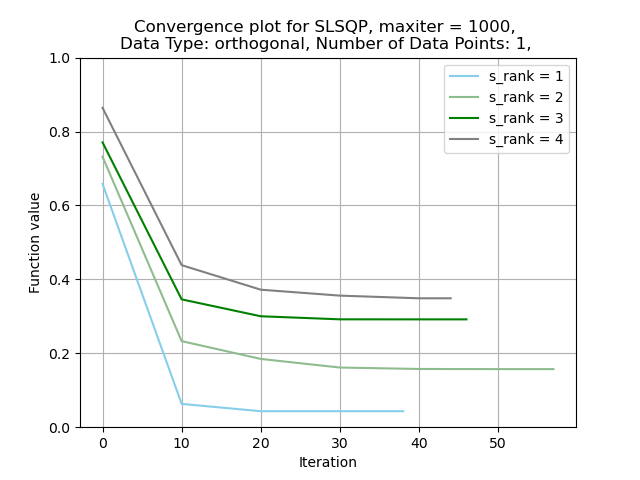 Convergence plot for SLSQP, maxiter = 1000,
Data Type: orthogonal, Number of Data Points: 1,
s_rank = 1
s_rank = 2
s_rank = 3
s_rank = 4
Function value
1.0
0.8
0.6
0.4
0.2
0.0
0 10 20 30 40 50
Iteration